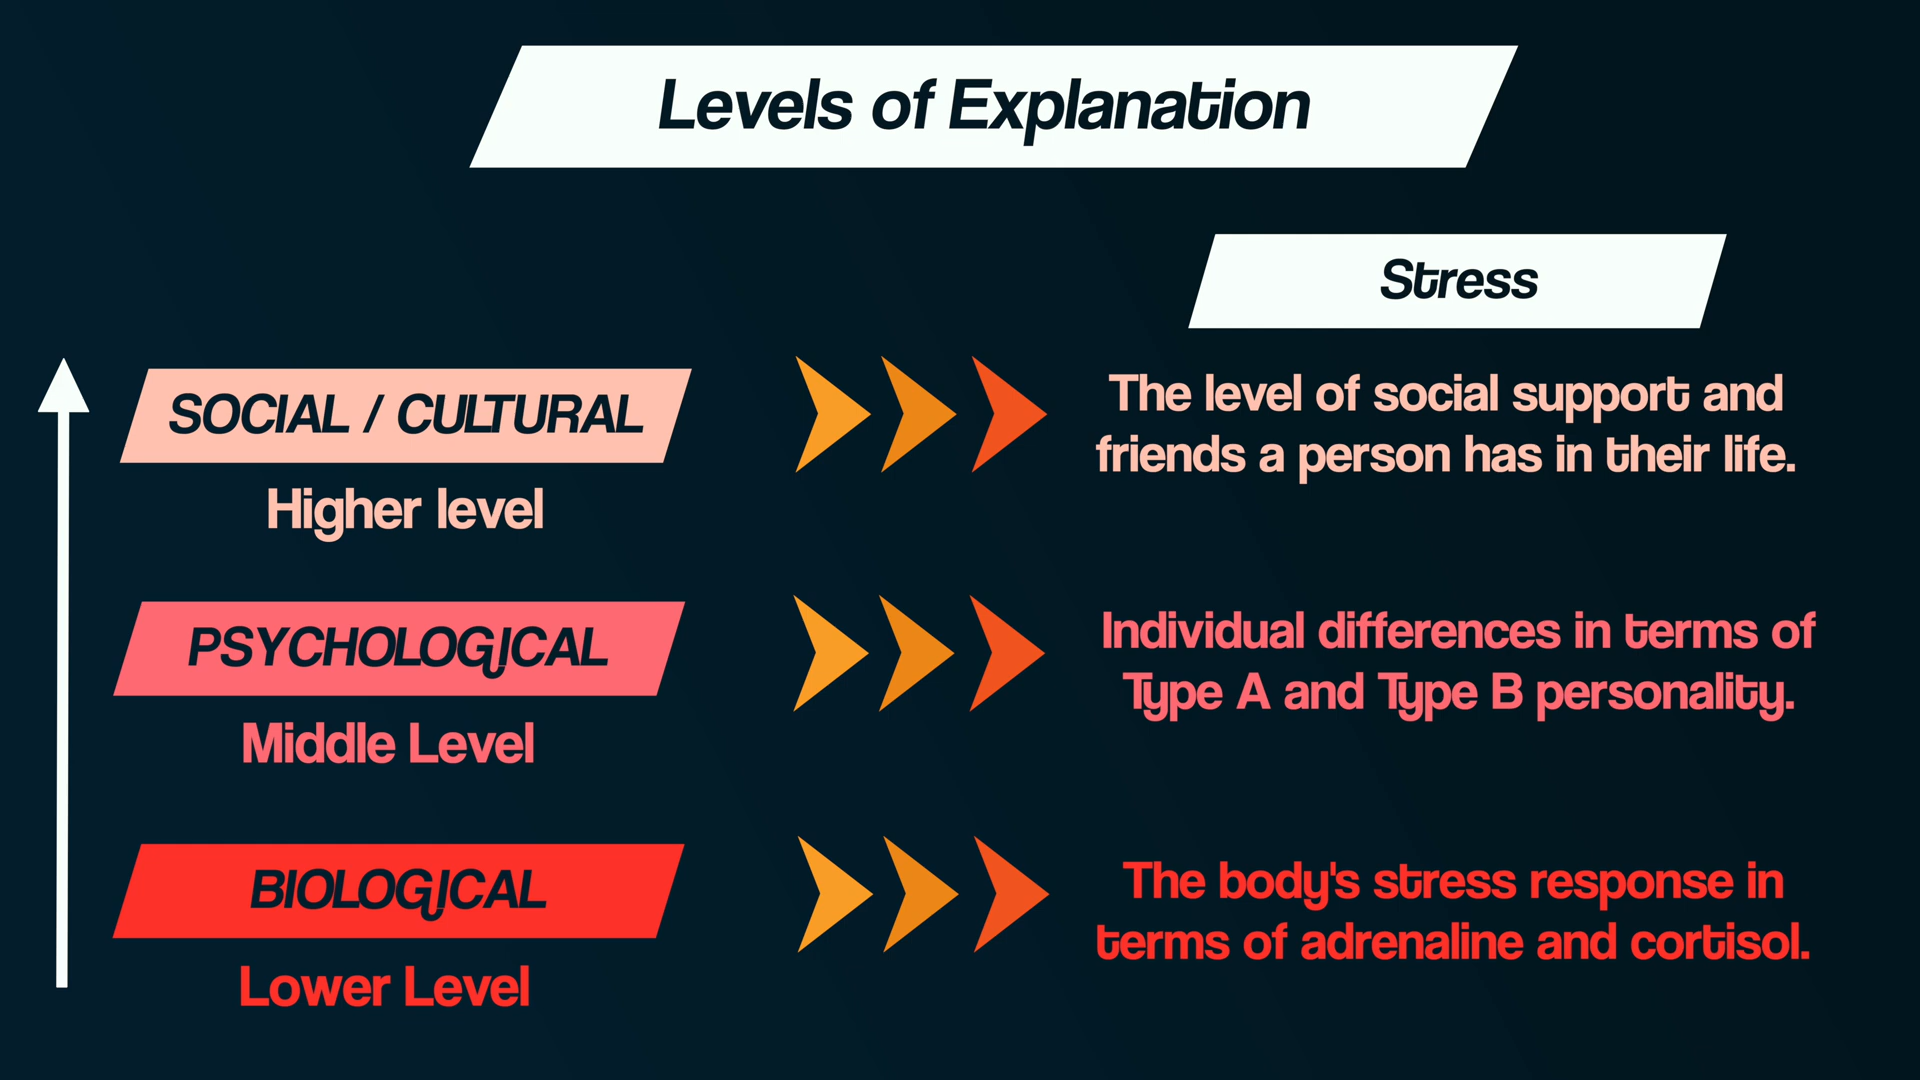 Levels of Explanation
Stress
SOCIAL / CULTURAL
Higher level
The level of social support and
friends a person has in their life.
PSYCHOLOGICAL
Middle Level
Individual differences in terms of
Type A and Type B personality.
BIOLOGICAL
Lower Level
The body's stress response in
terms of adrenaline and cortisol.